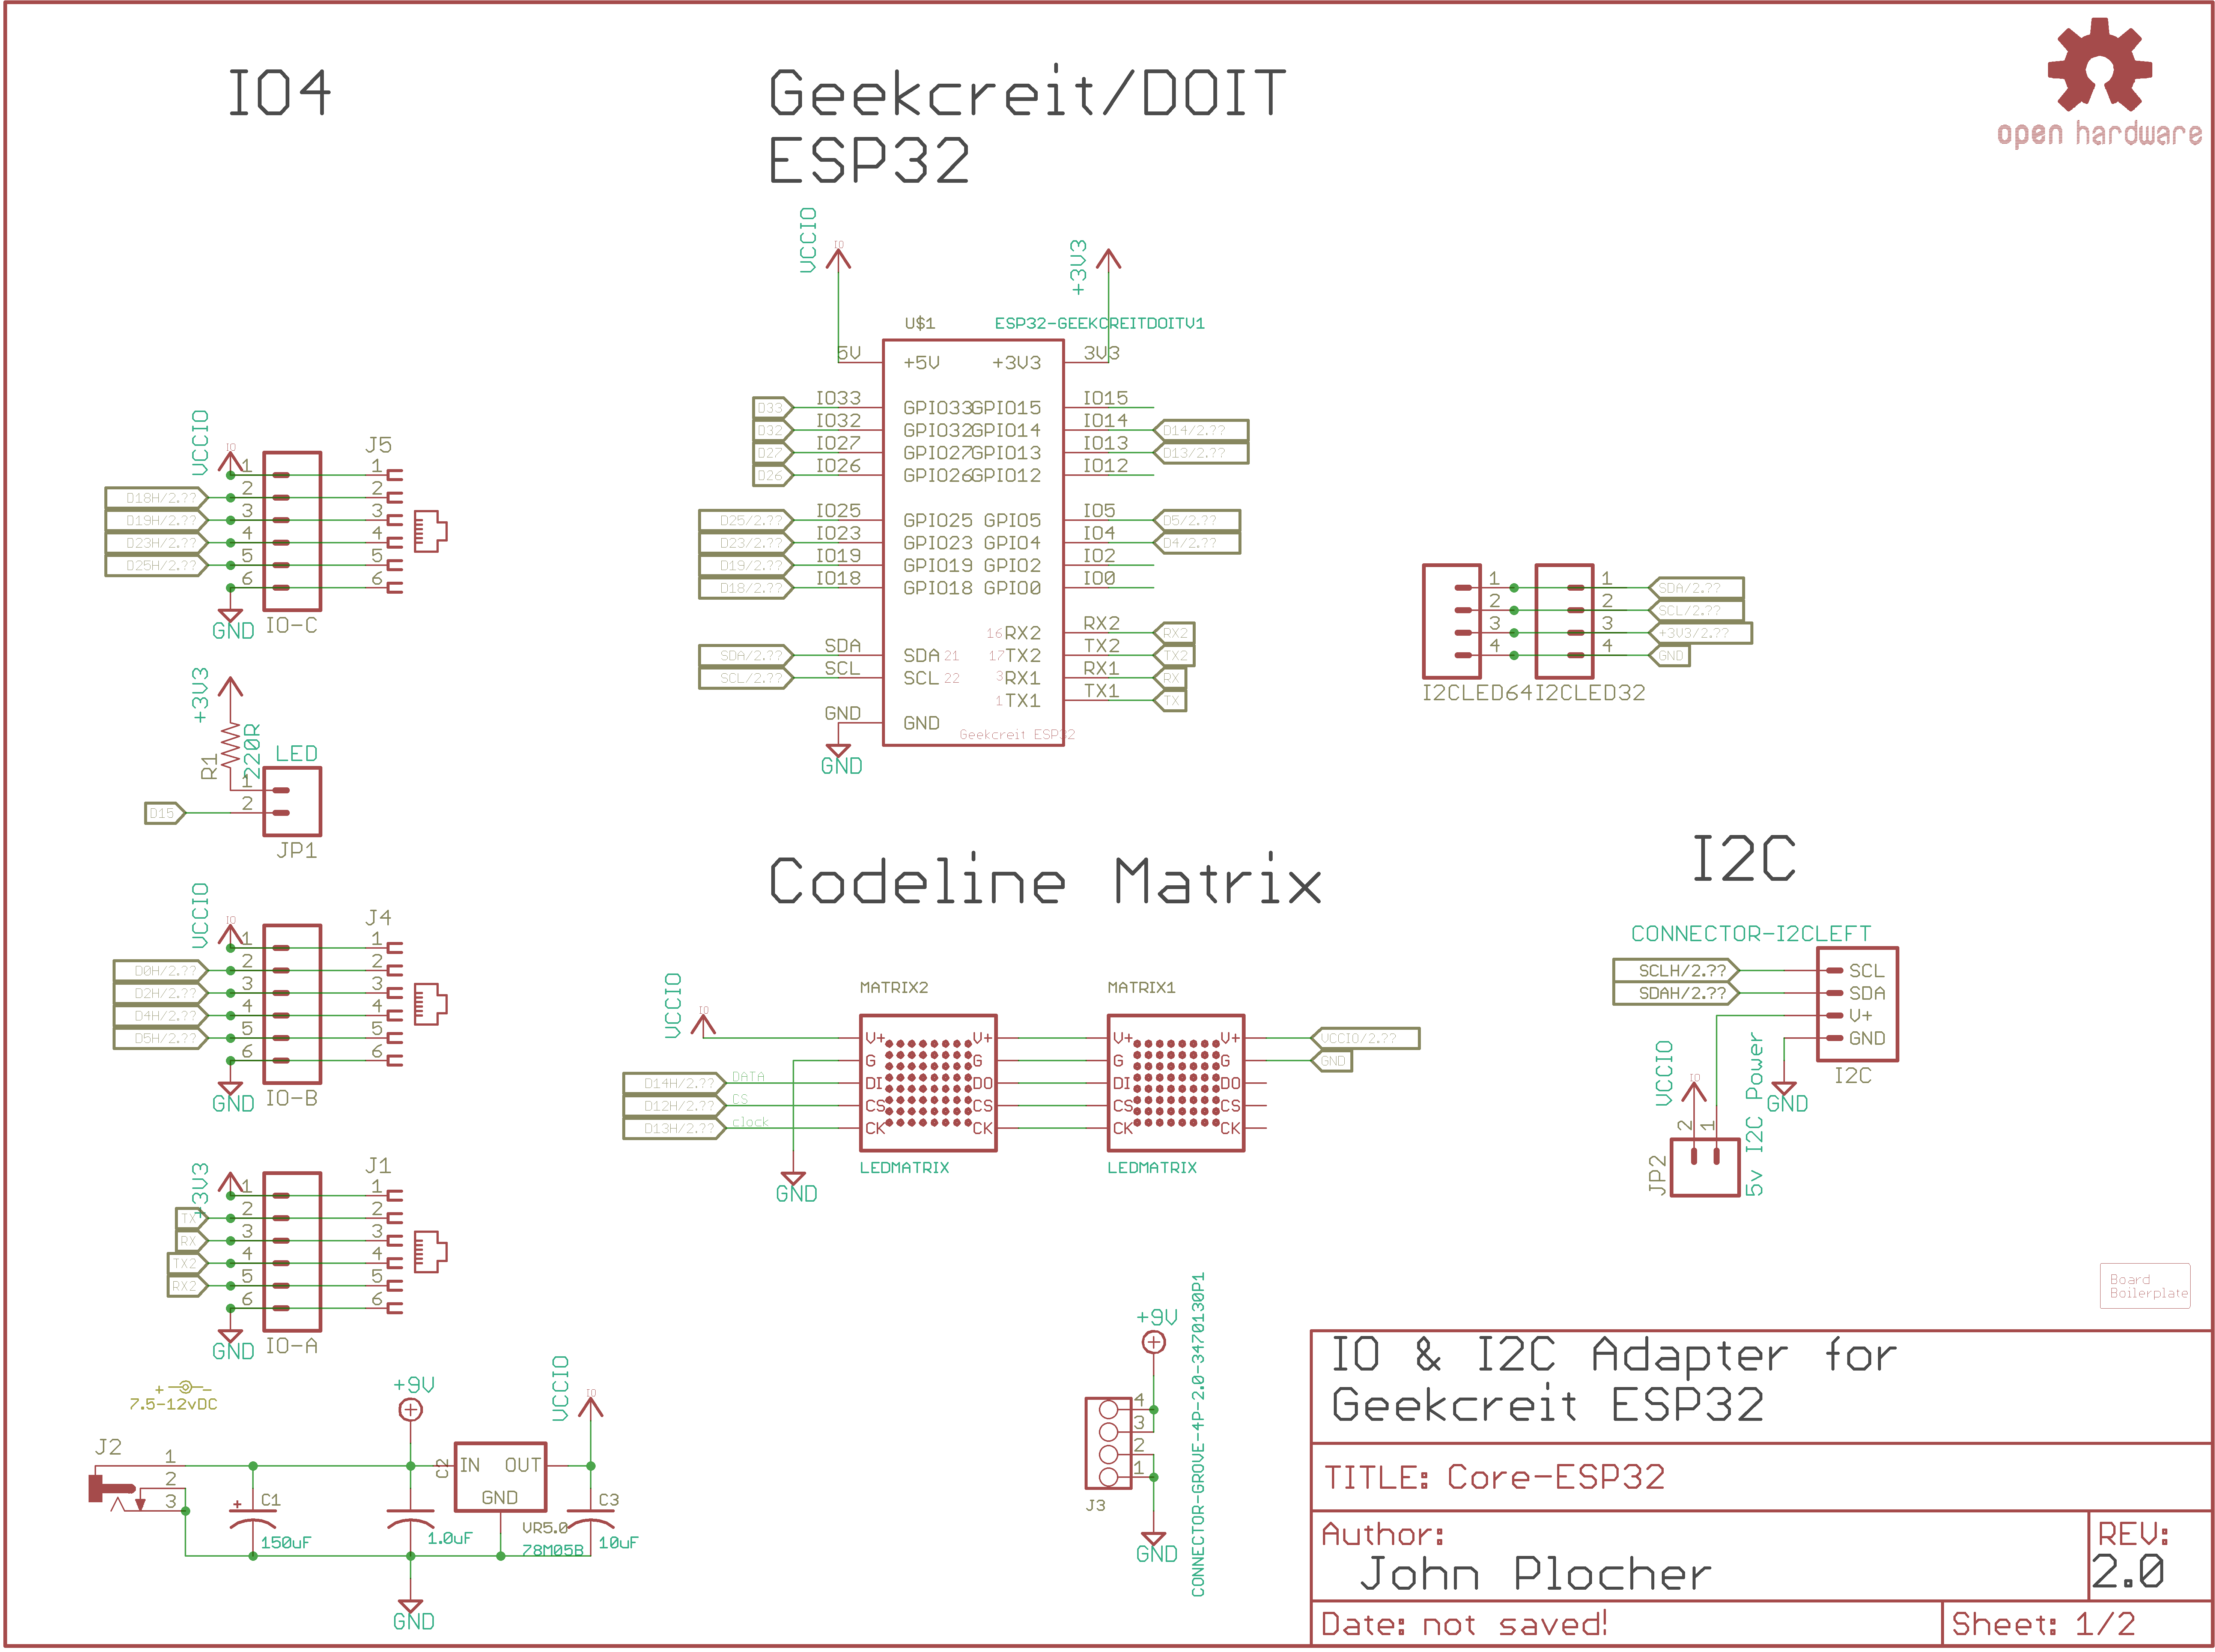 IO4
Geekcreit/DOIT
ESP32
open hardware
VCCIO
IO
+3V3
U$1
ESP32-GEEKCREITDOITV1
5V
+5V
+3V3
3V3
D33
IO33
GPIO33
GPIO15
IO15
D32
IO32
GPIO32
GPIO14
IO14
D14/2.??
D27
IO27
GPIO27
GPIO13
IO13
D13/2.??
D26
IO26
GPIO26
GPIO12
IO12
D25/2.??
IO25
GPIO25
GPIO5
IO5
D5/2.??
D23/2.??
IO23
GPIO23
GPIO4
IO4
D4/2.??
D19/2.??
IO19
GPIO19
GPIO2
IO2
D18/2.??
IO18
GPIO18
GPIO0
IO0
16 RX2
RX2
RX2
SDA/2.??
SDA
SDA 21
17 TX2
TX2
TX2
SCL/2.??
SCL
SCL 22
3 RX1
RX1
RX
1 TX1
TX1
TX
GND
GND
Geekcreit ESP32
GND
VCCIO
IO
J5
1
1
D18H/2.??
2
2
D19H/2.??
3
3
D23H/2.??
4
4
D25H/2.??
5
5
6
6
GND
IO-C
+3V3
R1
220R
LED
1
D15
2
JP1
1
SDA/2.??
1
2
SCL/2.??
2
3
+3V3/2.??
3
4
GND
4
I2CLED64
I2CLED32
VCCIO
IO
J4
1
1
D0H/2.??
2
2
D2H/2.??
3
3
D4H/2.??
4
4
D5H/2.??
5
5
6
6
GND
IO-B
Codeline Matrix
VCCIO
IO
MATRIX2
MATRIX1
V+
V+
V+
V+
VCCIO/2.??
G
G
G
G
GND
D14H/2.??
DATA
DI
DO
DI
DO
D12H/2.??
CS
CS
CS
CS
CS
D13H/2.??
clock
CK
CK
CK
CK
LEDMATRIX
LEDMATRIX
GND
I2C
CONNECTOR-I2CLEFT
SCLH/2.??
SCL
SDAH/2.??
SDA
V+
GND
I2C
GND
VCCIO
IO
2
1
JP2
5v I2C Power
+3V3
J1
1
1
TX
2
2
RX
3
3
TX2
4
4
RX2
5
5
6
6
GND
IO-A
+ -
7.5-12vDC
J2
1
2
3
+
C1
150uF
+9V
C2
1.0uF
IN
OUT
GND
VR5.0
78M05B
VCCIO
IO
C3
10uF
GND
+9V
4
3
2
1
J3
GND
CONNECTOR-GROVE-4P-2.0-3470130P1
Board
Boilerplate
IO & I2C Adapter for
Geekcreit ESP32
TITLE: Core-ESP32
Author:
John Plocher
REV:
2.0
Date: not saved!
Sheet: 1/2